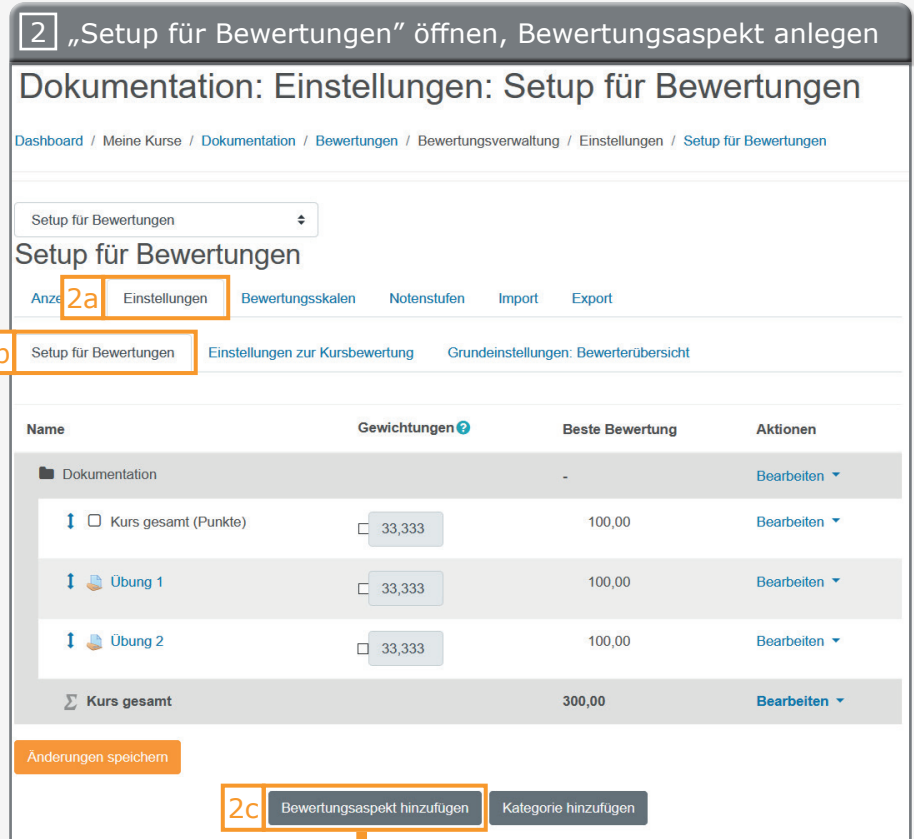 2 „Setup für Bewertungen” öffnen, Bewertungsaspekt anlegen
Dokumentation: Einstellungen: Setup für Bewertungen
Dashboard / Meine Kurse / Dokumentation / Bewertungen / Bewertungsverwaltung / Einstellungen / Setup für Bewertungen
Setup für Bewertungen
Setup für Bewertungen
2a Einstellungen Bewertungsskalen Notenstufen Import Export
Setup für Bewertungen Einstellungen zur Kursbewertung Grundeinstellungen: Bewerterübersicht
Name Gewichtungen ? Beste Bewertung Aktionen
Dokumentation - Bearbeiten
Kurs gesamt (Punkte) 33,333 100,00 Bearbeiten
Übung 1 33,333 100,00 Bearbeiten
Übung 2 33,333 100,00 Bearbeiten
Σ Kurs gesamt 300,00 Bearbeiten
Änderungen speichern
2c Bewertungsaspekt hinzufügen Kategorie hinzufügen